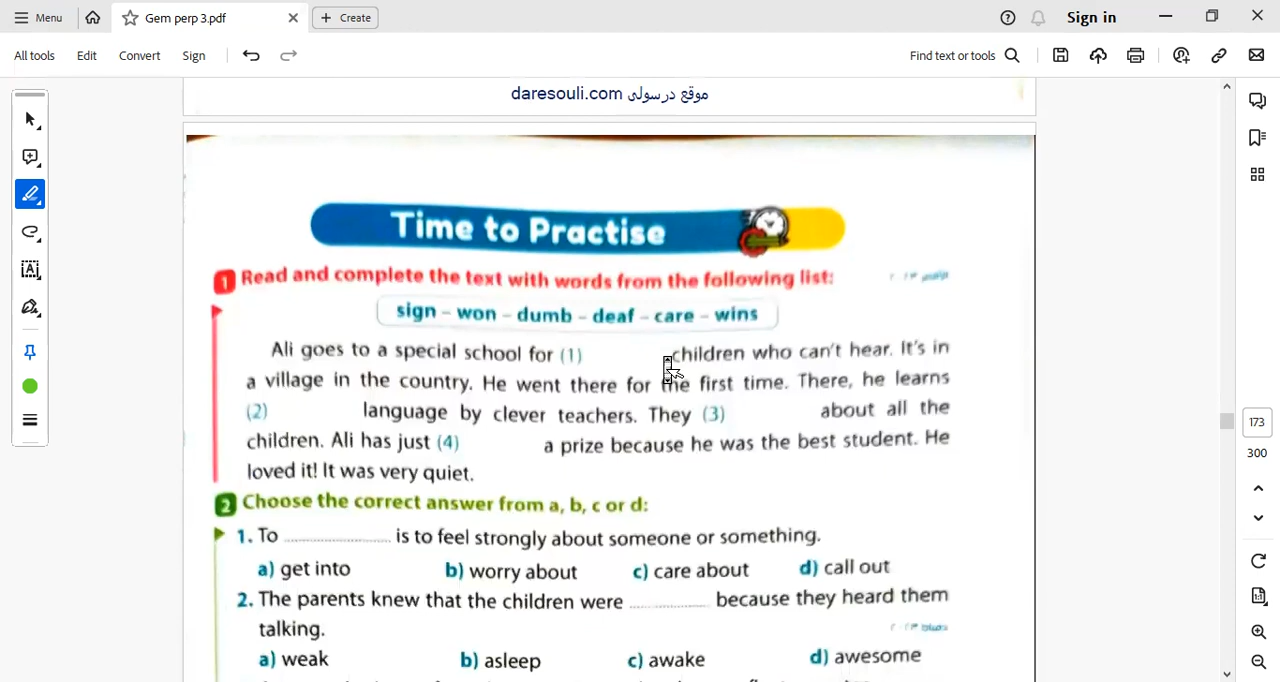 Menu
Gem perp 3.pdf
Create
Sign in
All tools
Edit
Convert
Sign
Find text or tools
daresouli.com موقع درسولي
Time to Practise
1 Read and complete the text with words from the following list:
sign - won - dumb - deaf - care - wins
Ali goes to a special school for (1) children who can't hear. It's in
a village in the country. He went there for the first time. There, he learns
(2) language by clever teachers. They (3) about all the
children. Ali has just (4) a prize because he was the best student. He
loved it! It was very quiet.
2 Choose the correct answer from a, b, c or d:
1. To .................... is to feel strongly about someone or something.
a) get into b) worry about c) care about d) call out
2. The parents knew that the children were .................... because they heard them
talking.
a) weak b) asleep c) awake d) awesome
173
300